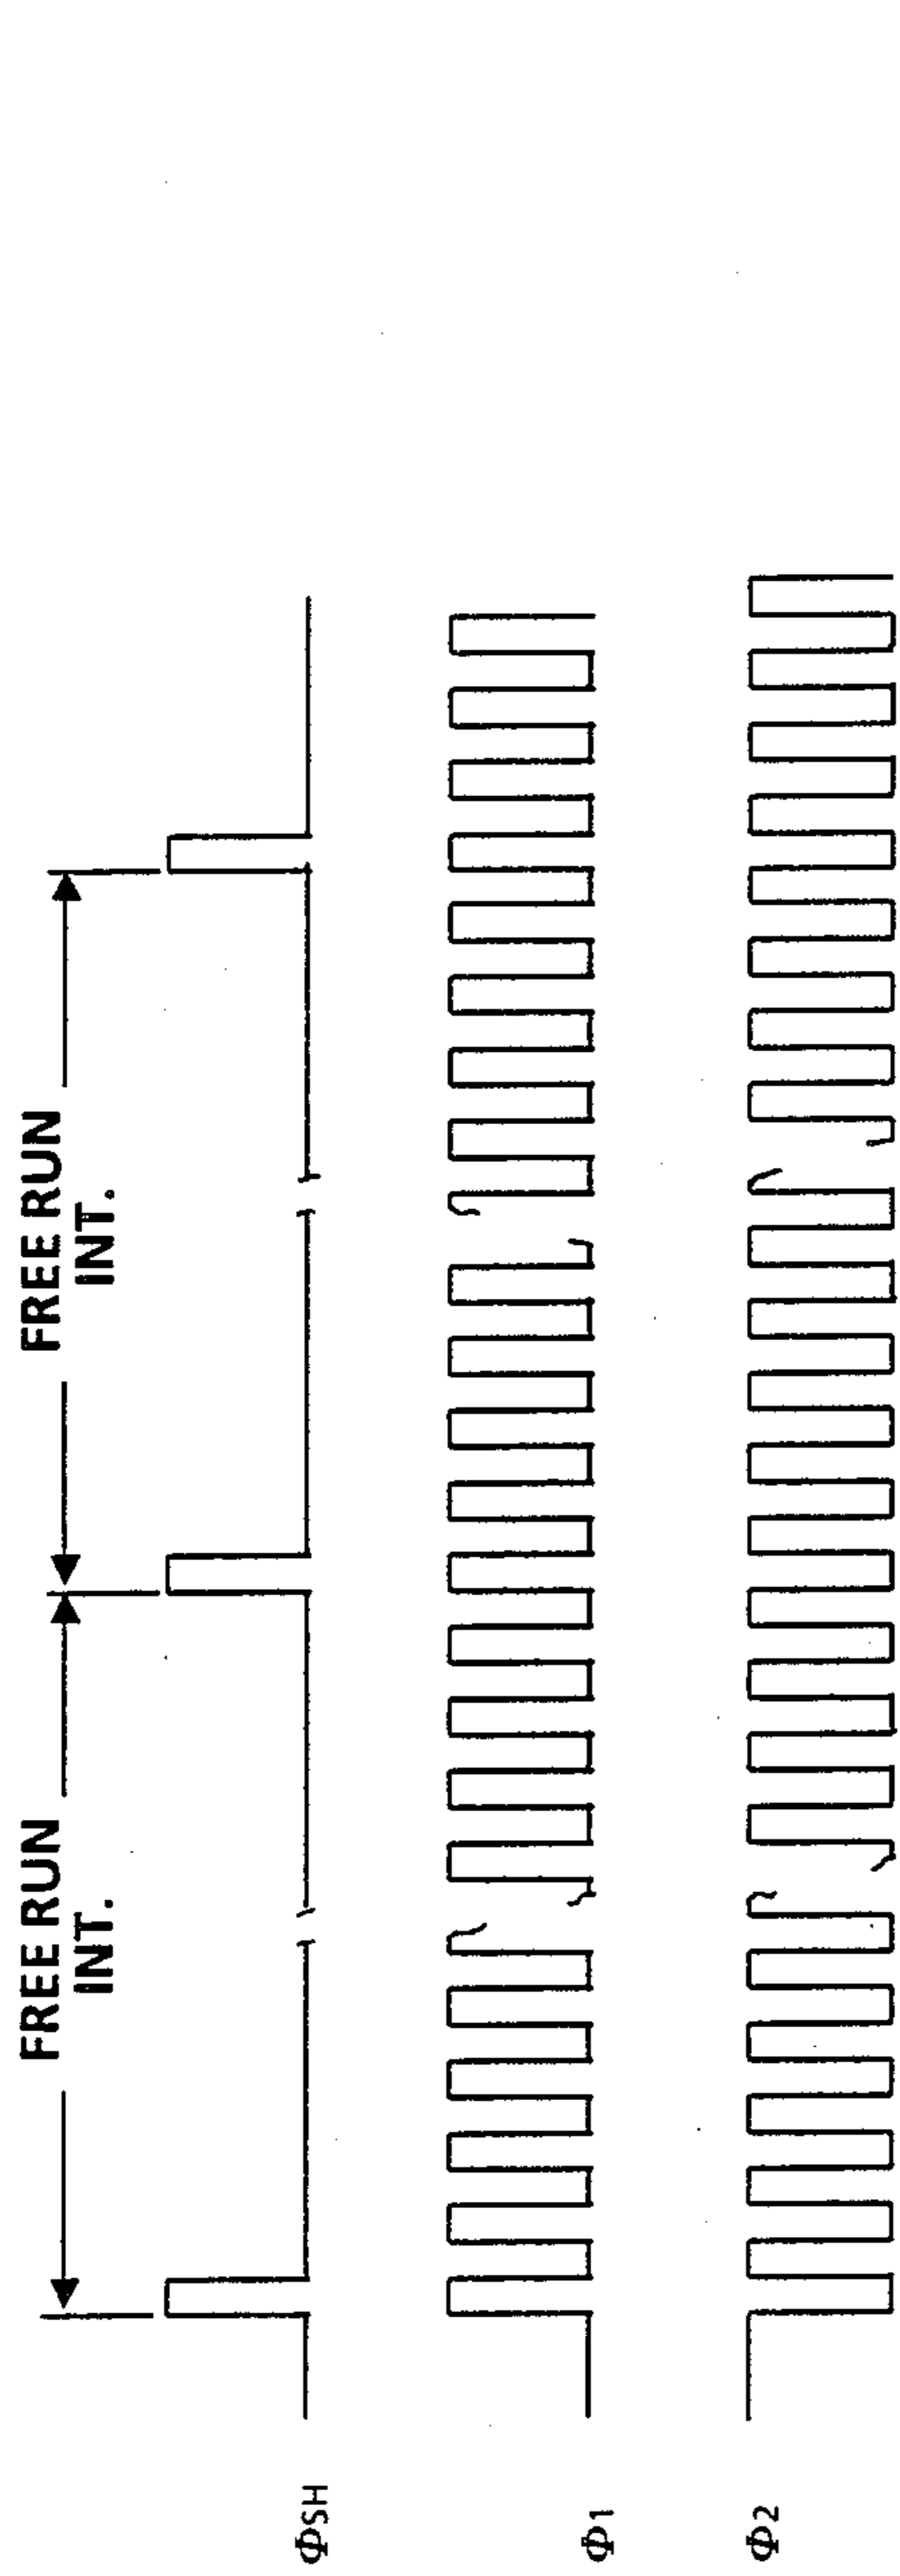 FREE RUN
INT.
FREE RUN
INT.
ΦSH
Φ1
Φ2